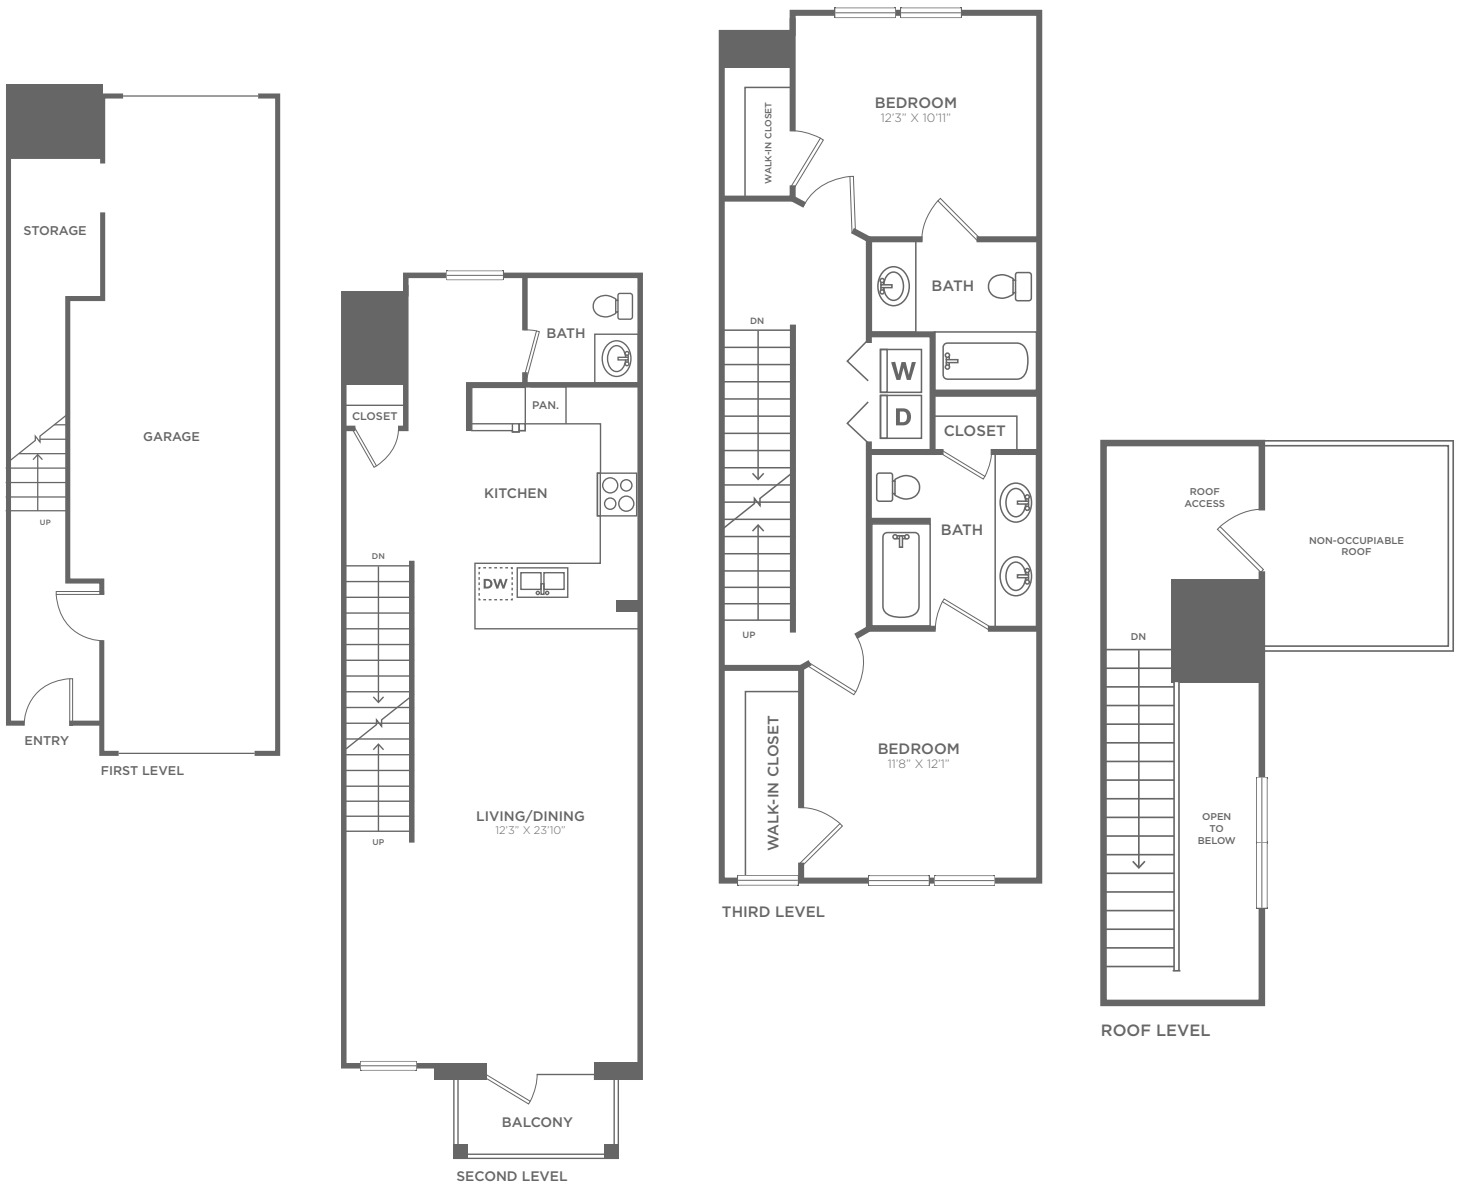 STORAGE
GARAGE
UP
ENTRY
FIRST LEVEL
BATH
PAN.
CLOSET
KITCHEN
DN
DW
LIVING/DINING
12'3" X 23'10"
UP
BALCONY
SECOND LEVEL
BEDROOM
12'3" X 10'11"
WALK-IN CLOSET
BATH
DN
W
D
CLOSET
BATH
UP
BEDROOM
11'8" X 12'1"
WALK-IN CLOSET
THIRD LEVEL
ROOF
ACCESS
NON-OCCUPIABLE
ROOF
DN
OPEN
TO
BELOW
ROOF LEVEL